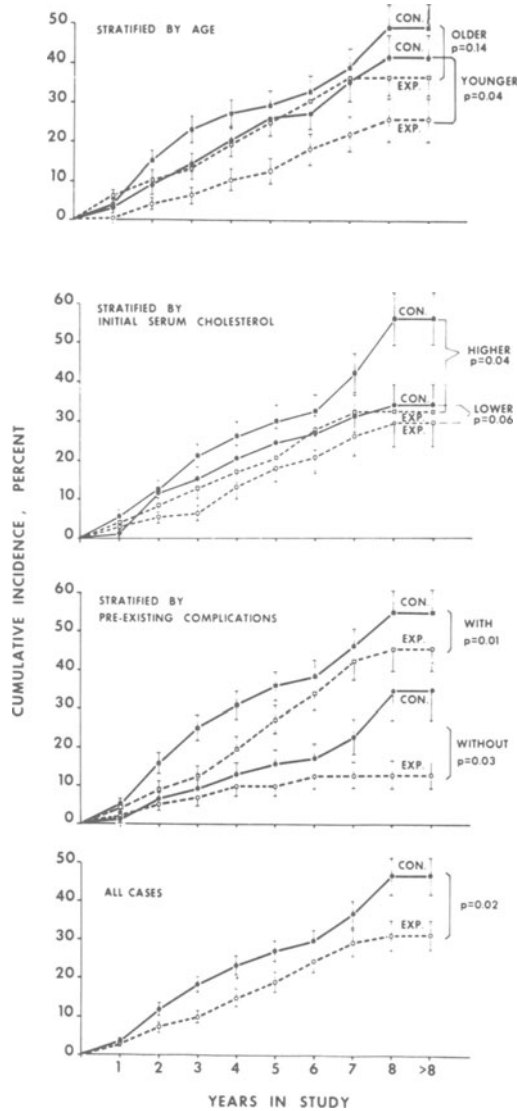 CUMULATIVE INCIDENCE, PERCENT
STRATIFIED BY AGE
50
40
30
20
10
0
CON.
CON.
EXP.
EXP.
OLDER
p=0.14
YOUNGER
p=0.04
STRATIFIED BY
INITIAL SERUM CHOLESTEROL
60
50
40
30
20
10
0
CON.
CON.
EXP.
EXP.
HIGHER
p=0.04
LOWER
p=0.06
STRATIFIED BY
PRE-EXISTING COMPLICATIONS
60
50
40
30
20
10
0
CON.
EXP.
CON.
EXP.
WITH
p=0.01
WITHOUT
p=0.03
ALL CASES
50
40
30
20
10
0
CON.
EXP.
p=0.02
1 2 3 4 5 6 7 8 >8
YEARS IN STUDY